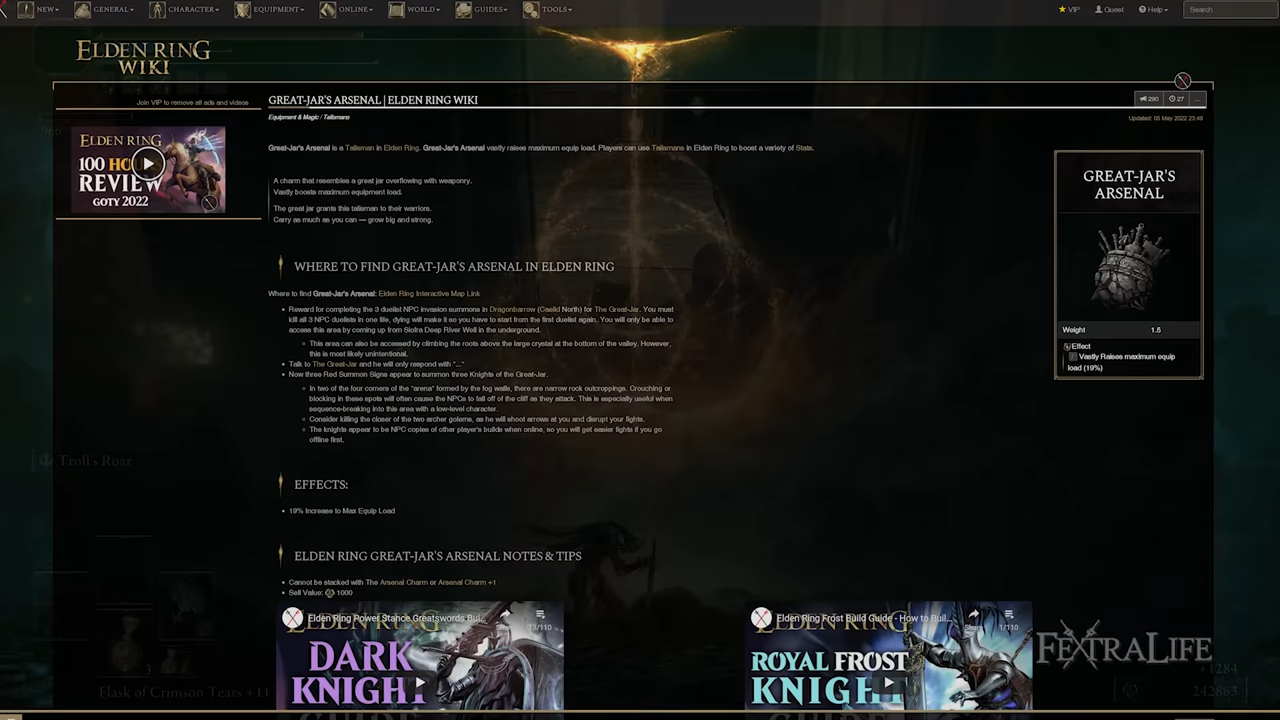 NEW
GENERAL
CHARACTER
EQUIPMENT
ONLINE
WORLD
GUIDES
TOOLS
VIP
Guest
Help
Search
ELDEN RING
WIKI
Join VIP to remove all ads and videos
GREAT-JAR'S ARSENAL | ELDEN RING WIKI
290
27
...
Equipment & Magic / Talismans
Updated: 05 May 2022 23:49
ELDEN RING
100 HO
REVIEW
GOTY 2022
Great-Jar's Arsenal is a Talisman in Elden Ring. Great-Jar's Arsenal vastly raises maximum equip load. Players can use Talismans in Elden Ring to boost a variety of Stats.
A charm that resembles a great jar overflowing with weaponry.
Vastly boosts maximum equipment load.
The great jar grants this talisman to their warriors.
Carry as much as you can — grow big and strong.
GREAT-JAR'S
ARSENAL
Weight 1.5
Effect
Vastly Raises maximum equip
load (19%)
WHERE TO FIND GREAT-JAR'S ARSENAL IN ELDEN RING
Where to find Great-Jar's Arsenal: Elden Ring Interactive Map Link
Reward for completing the 3 duelist NPC invasion summons in Dragonbarrow (Caelid North) for The Great-Jar. You must
kill all 3 NPC duelists in one life, dying will make it so you have to start from the first duelist again. You will only be able to
access this area by coming up from Siofra Deep River Well in the underground.
This area can also be accessed by climbing the roots above the large crystal at the bottom of the valley. However,
this is most likely unintentional.
Talk to The Great-Jar and he will only respond with "..."
Now three Red Summon Signs appear to summon three Knights of the Great-Jar.
In two of the four corners of the "arena" formed by the fog walls, there are narrow rock outcroppings. Crouching or
blocking in these spots will often cause the NPCs to fall off of the cliff as they attack. This is especially useful when
sequence-breaking into this area with a low-level character.
Consider killing the closer of the two archer golems, as he will shoot arrows at you and disrupt your fights.
The knights appear to be NPC copies of other player's builds when online, so you will get easier fights if you go
offline first.
Troll's Roar
EFFECTS:
19% Increase to Max Equip Load
ELDEN RING GREAT-JAR'S ARSENAL NOTES & TIPS
Cannot be stacked with The Arsenal Charm or Arsenal Charm +1
Sell Value: 1000
Elden Ring Power Stance Greatswords Bui...
13/110
DARK
KNIGHT
Elden Ring Frost Build Guide - How to Buil...
1/110
ROYAL FROST
KNIGHT
FEXTRALIFE
+1284
242863
3
Flask of Crimson Tears +11